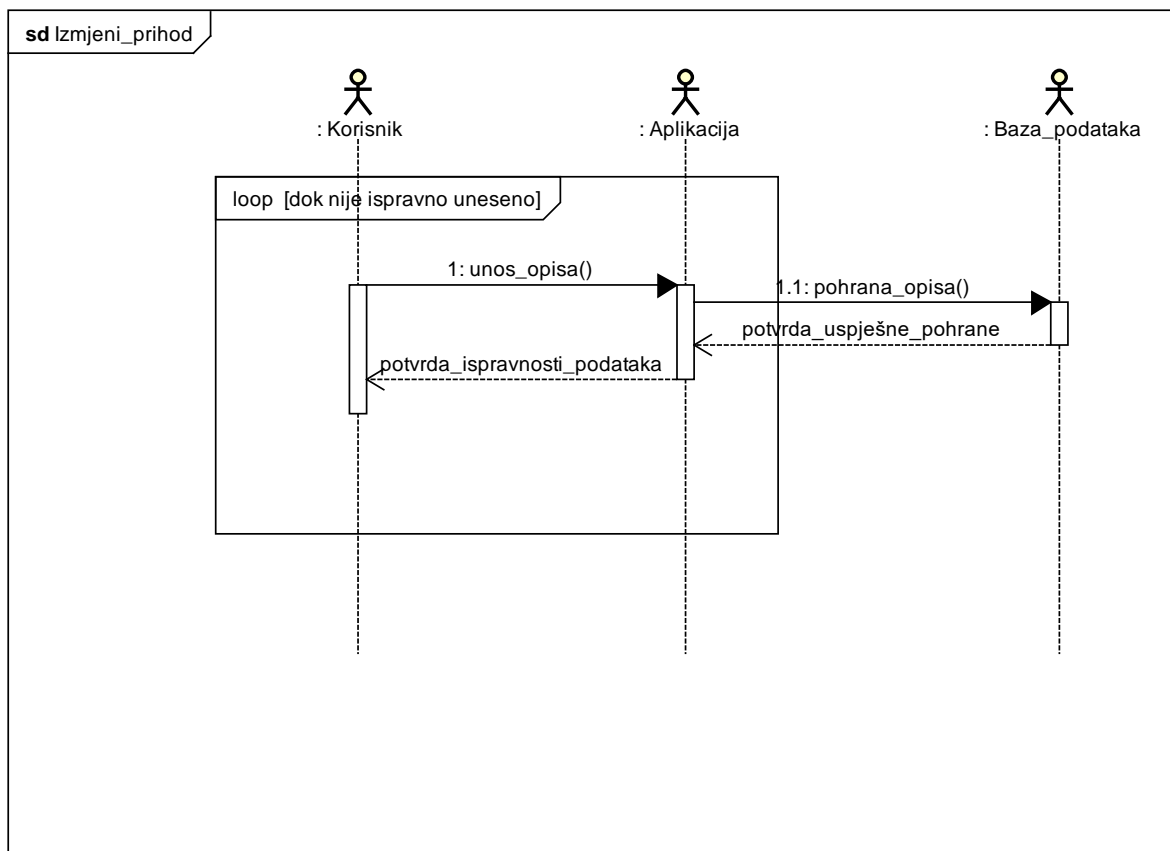 sd Izmjeni_prihod
: Korisnik
: Aplikacija
: Baza_podataka
loop [dok nije ispravno uneseno]
1: unos_opisa()
1.1: pohrana_opisa()
potvrda_uspješne_pohrane
potvrda_ispravnosti_podataka